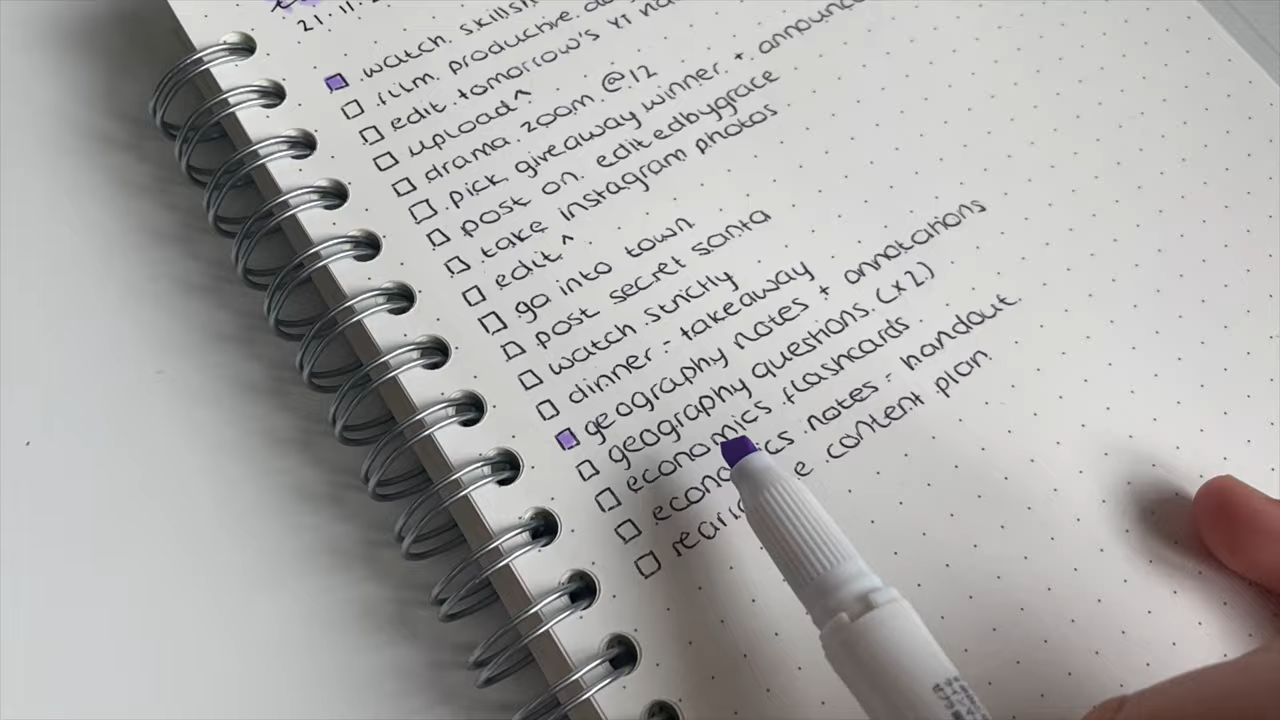 21.11.
watch skillsh
film productive
edit tomorrow's YT
upload^
drama zoom @12
pick giveaway winner + announc
post on editedbygrace
take instagram photos
edit^
go into town
post secret santa
watch strictly
dinner - takeaway
geography notes + annotations
geography questions (x2)
economics flashcards
economics notes - handout
content plan